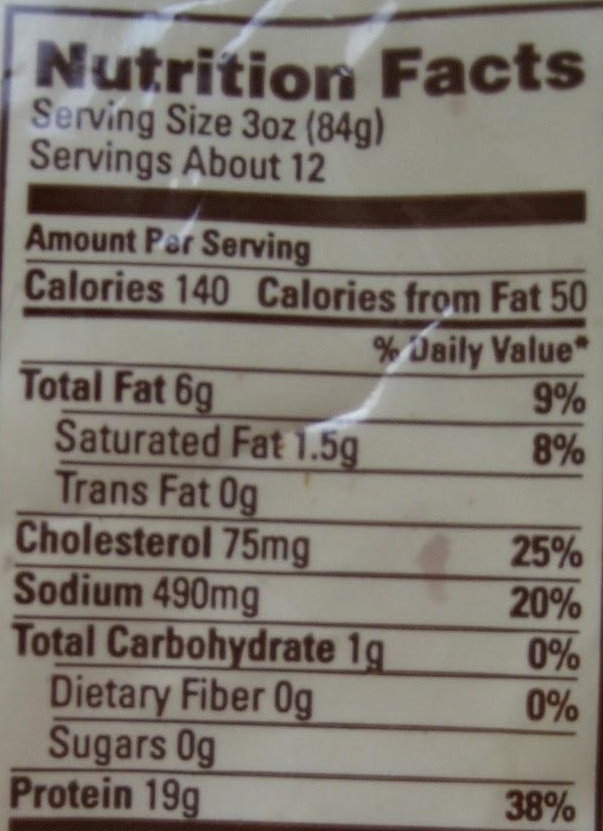 Nutrition Facts
Serving Size 3oz (84g)
Servings About 12
Amount Per Serving
Calories 140 Calories from Fat 50
% Daily Value*
Total Fat 6g 9%
Saturated Fat 1.5g 8%
Trans Fat 0g
Cholesterol 75mg 25%
Sodium 490mg 20%
Total Carbohydrate 1g 0%
Dietary Fiber 0g 0%
Sugars 0g
Protein 19g 38%